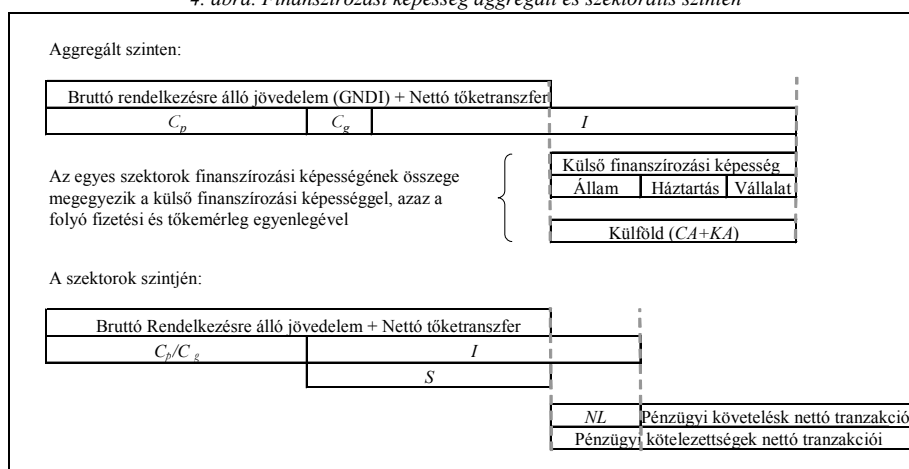 4. ábra: Finanszírozási képesség aggregált és szektorális szinten
Aggregált szinten:
Bruttó rendelkezésre álló jövedelem (GNDI) + Nettó tőketranszfer
Cp Cg I
Az egyes szektorok finanszírozási képességének összege
megegyezik a külső finanszírozási képességgel, azaz a
folyó fizetési és tőkemérleg egyenlegével
Külső finanszírozási képesség
Állam Háztartás Vállalat
Külföld (CA+KA)
A szektorok szintjén:
Bruttó Rendelkezésre álló jövedelem + Nettó tőketranszfer
Cp/C g I
S
NL Pénzügyi követelésk nettó tranzakció
Pénzügyi kötelezettségek nettó tranzakciói